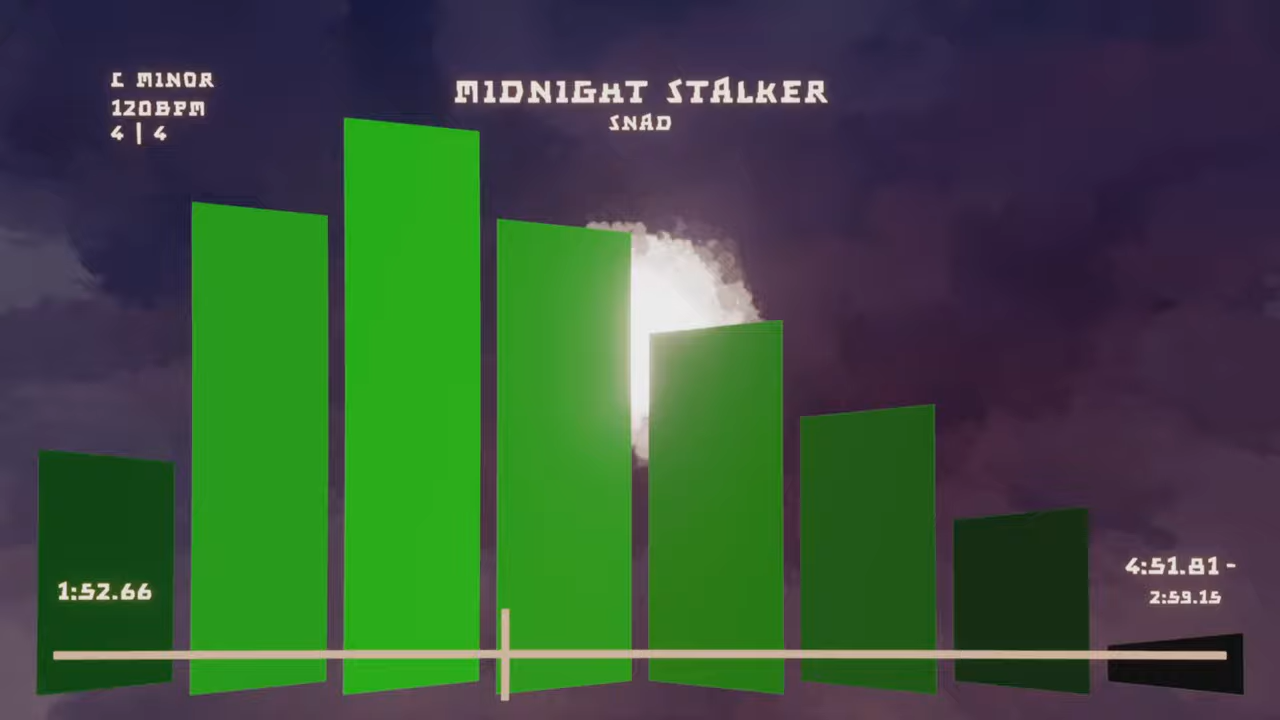 C MINOR
120BPM
4 | 4
MIDNIGHT STALKER
SNAD
1:52.66
4:51.81 -
2:59.15